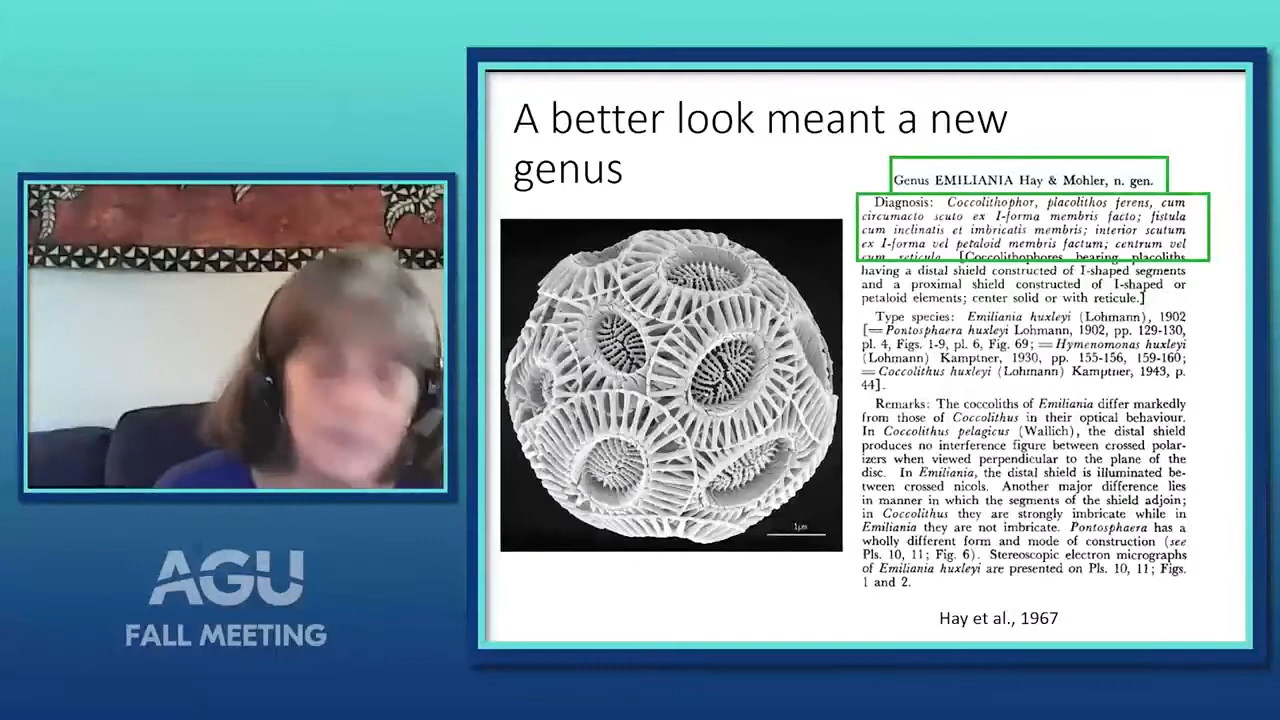 A better look meant a new
genus
Genus EMILIANIA Hay & Mohler, n. gen.
Diagnosis: Coccolithophor, placolithos ferens, cum
circumacto scuto ex I-forma membris facto; fistula
cum inclinatis et imbricatis membris; interior scutum
ex I-forma vel petaloid membris factum; centrum vel
cum reticula. [Coccolithophores bearing placoliths
having a distal shield constructed of I-shaped segments
and a proximal shield constructed of I-shaped or
petaloid elements; center solid or with reticule.]
Type species: Emiliania huxleyi (Lohmann), 1902
[=Pontosphaera huxleyi Lohmann, 1902, pp. 129-130,
pl. 4, Figs. 1-9, pl. 6, Fig. 69; =Hymenomonas huxleyi
(Lohmann) Kamptner, 1930, pp. 155-156, 159-160;
=Coccolithus huxleyi (Lohmann) Kamptner, 1943, p.
44].
Remarks: The coccoliths of Emiliania differ markedly
from those of Coccolithus in their optical behaviour.
In Coccolithus pelagicus (Wallich), the distal shield
produces no interference figure between crossed polar-
izers when viewed perpendicular to the plane of the
disc. In Emiliania, the distal shield is illuminated be-
tween crossed nicols. Another major difference lies
in manner in which the segments of the shield adjoin;
in Coccolithus they are strongly imbricate while in
Emiliania they are not imbricate. Pontosphaera has a
wholly different form and mode of construction (see
Pls. 10, 11; Fig. 6). Stereoscopic electron micrographs
of Emiliania huxleyi are presented on Pls. 10, 11; Figs.
1 and 2.
1μm
Hay et al., 1967
AGU
FALL MEETING